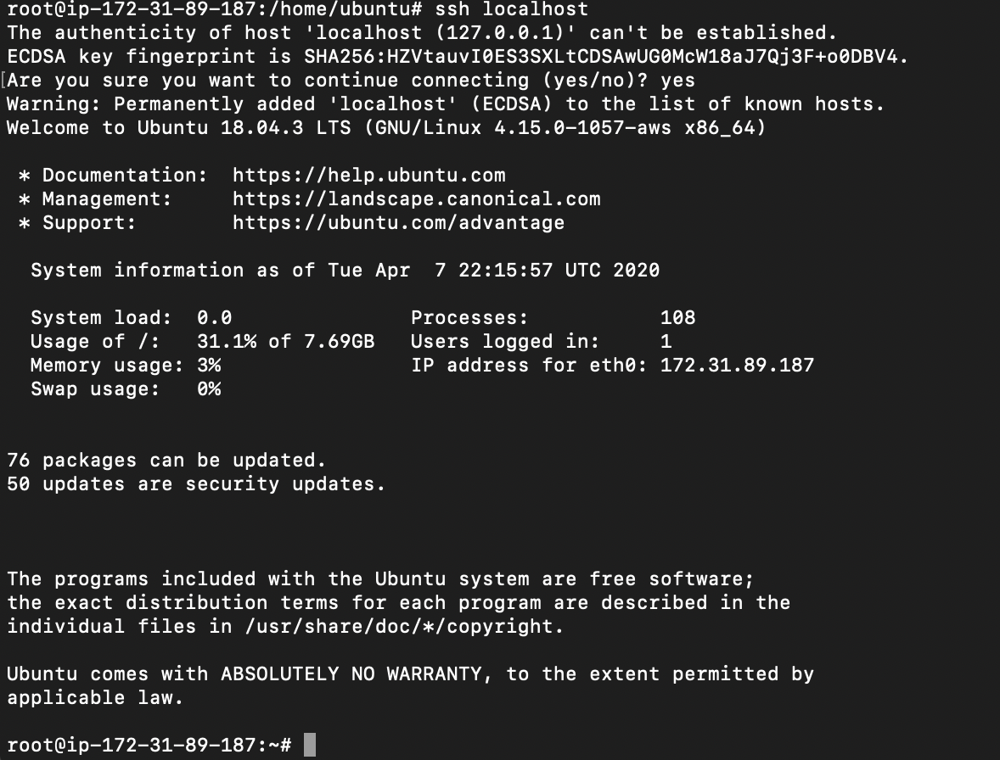 root@ip-172-31-89-187:/home/ubuntu# ssh localhost
The authenticity of host 'localhost (127.0.0.1)' can't be established.
ECDSA key fingerprint is SHA256:HZVtauvI0ES3SXLtCDSAwUG0McW18aJ7Qj3F+o0DBV4.
[Are you sure you want to continue connecting (yes/no)? yes
Warning: Permanently added 'localhost' (ECDSA) to the list of known hosts.
Welcome to Ubuntu 18.04.3 LTS (GNU/Linux 4.15.0-1057-aws x86_64)

 * Documentation:  https://help.ubuntu.com
 * Management:     https://landscape.canonical.com
 * Support:        https://ubuntu.com/advantage

  System information as of Tue Apr  7 22:15:57 UTC 2020

  System load:  0.0               Processes:           108
  Usage of /:   31.1% of 7.69GB   Users logged in:     1
  Memory usage: 3%                IP address for eth0: 172.31.89.187
  Swap usage:   0%


76 packages can be updated.
50 updates are security updates.



The programs included with the Ubuntu system are free software;
the exact distribution terms for each program are described in the
individual files in /usr/share/doc/*/copyright.

Ubuntu comes with ABSOLUTELY NO WARRANTY, to the extent permitted by
applicable law.

root@ip-172-31-89-187:~#